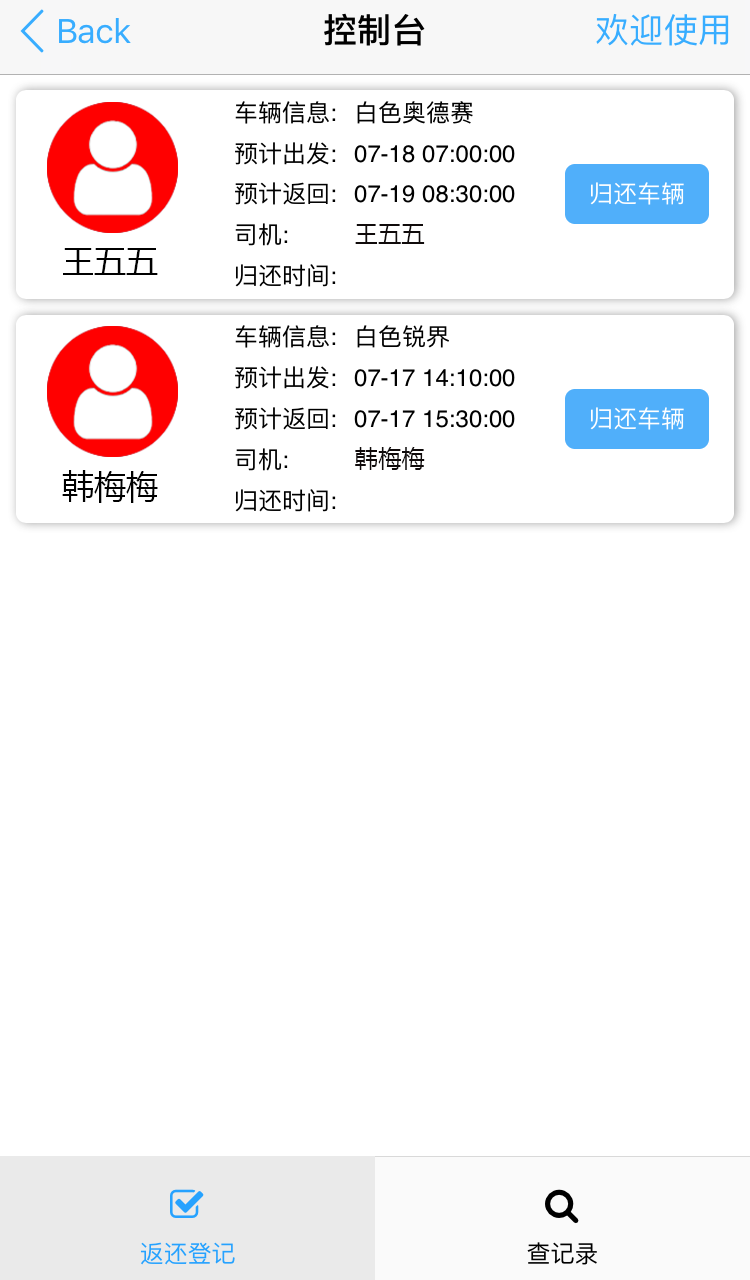 Back 控制台 欢迎使用
车辆信息: 白色奥德赛
预计出发: 07-18 07:00:00
预计返回: 07-19 08:30:00
归还车辆
司机: 王五五
王五五
归还时间:
车辆信息: 白色锐界
预计出发: 07-17 14:10:00
预计返回: 07-17 15:30:00
归还车辆
司机: 韩梅梅
韩梅梅
归还时间:
返还登记 查记录